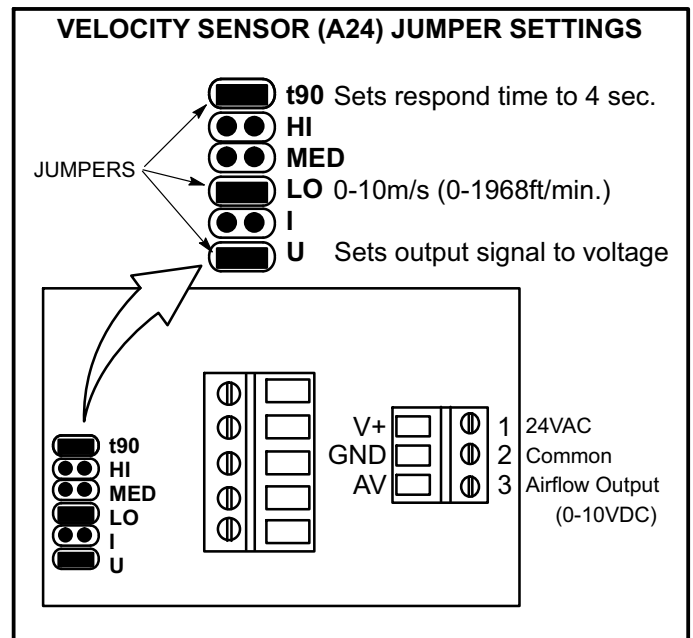 VELOCITY SENSOR (A24) JUMPER SETTINGS
t90 Sets respond time to 4 sec.
HI
MED
JUMPERS
LO 0-10m/s (0-1968ft/min.)
I
U Sets output signal to voltage
t90
HI
MED
LO
I
U
V+ 1 24VAC
GND 2 Common
AV 3 Airflow Output
(0-10VDC)